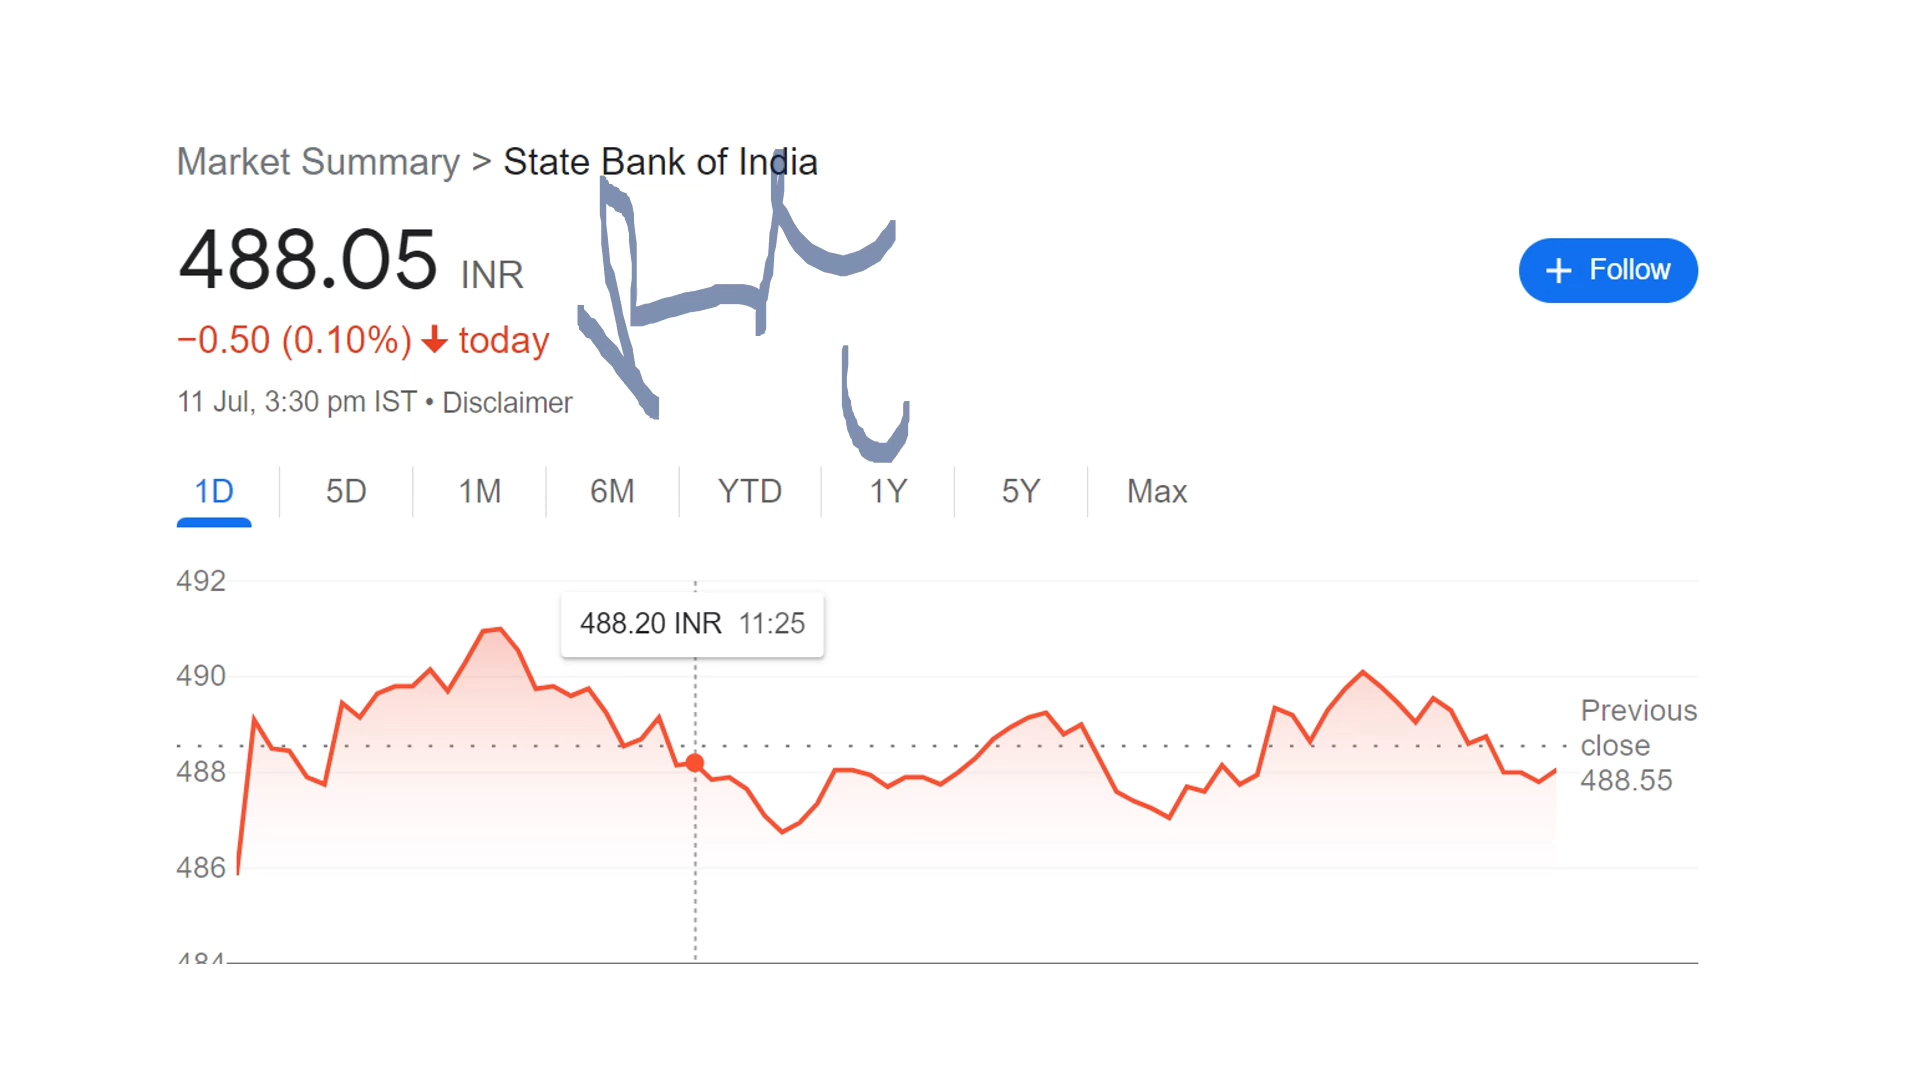 Market Summary > State Bank of India
488.05 INR
+ Follow
−0.50 (0.10%) ↓ today
11 Jul, 3:30 pm IST • Disclaimer
1D 5D 1M 6M YTD 1Y 5Y Max
492
488.20 INR 11:25
490
Previous
close
488.55
488
486
484